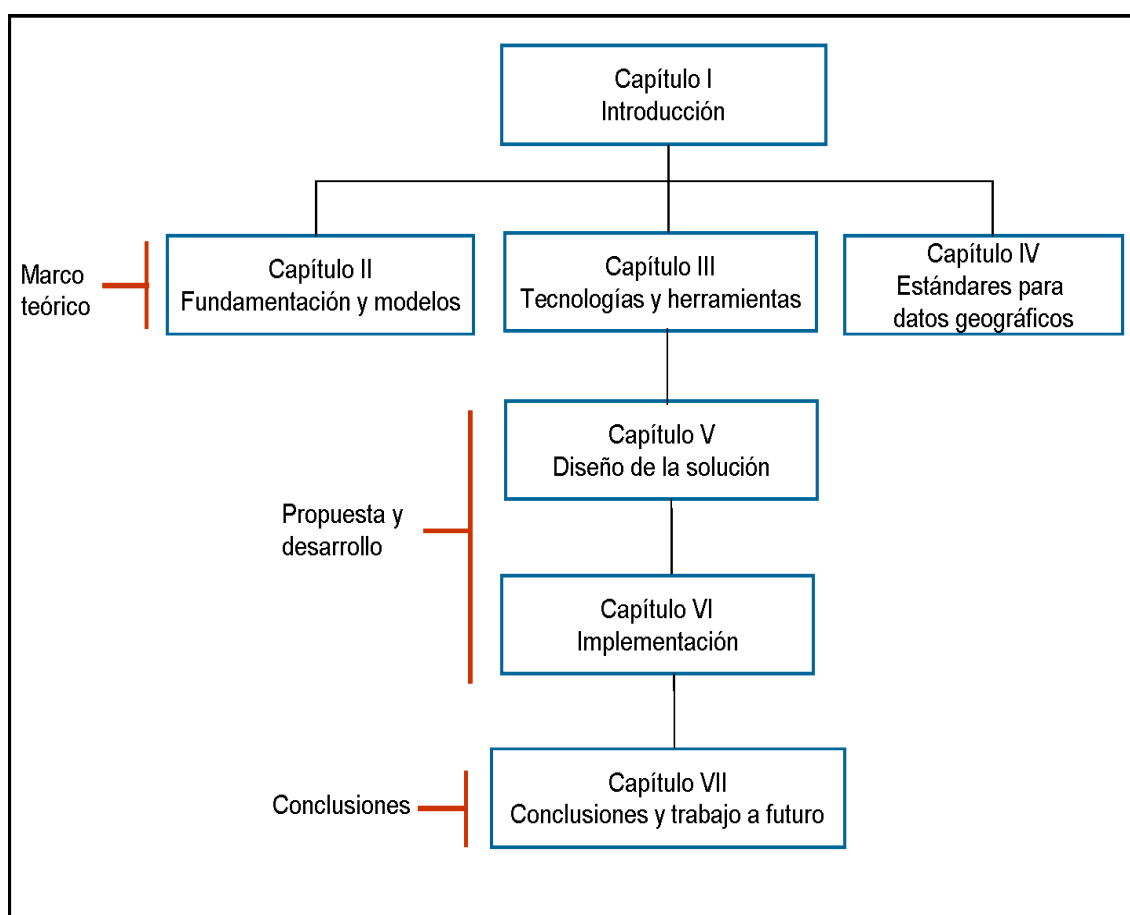 Capítulo I
Introducción
Marco
teórico
Capítulo II
Fundamentación y modelos
Capítulo III
Tecnologías y herramientas
Capítulo IV
Estándares para
datos geográficos
Propuesta y
desarrollo
Capítulo V
Diseño de la solución
Capítulo VI
Implementación
Conclusiones
Capítulo VII
Conclusiones y trabajo a futuro